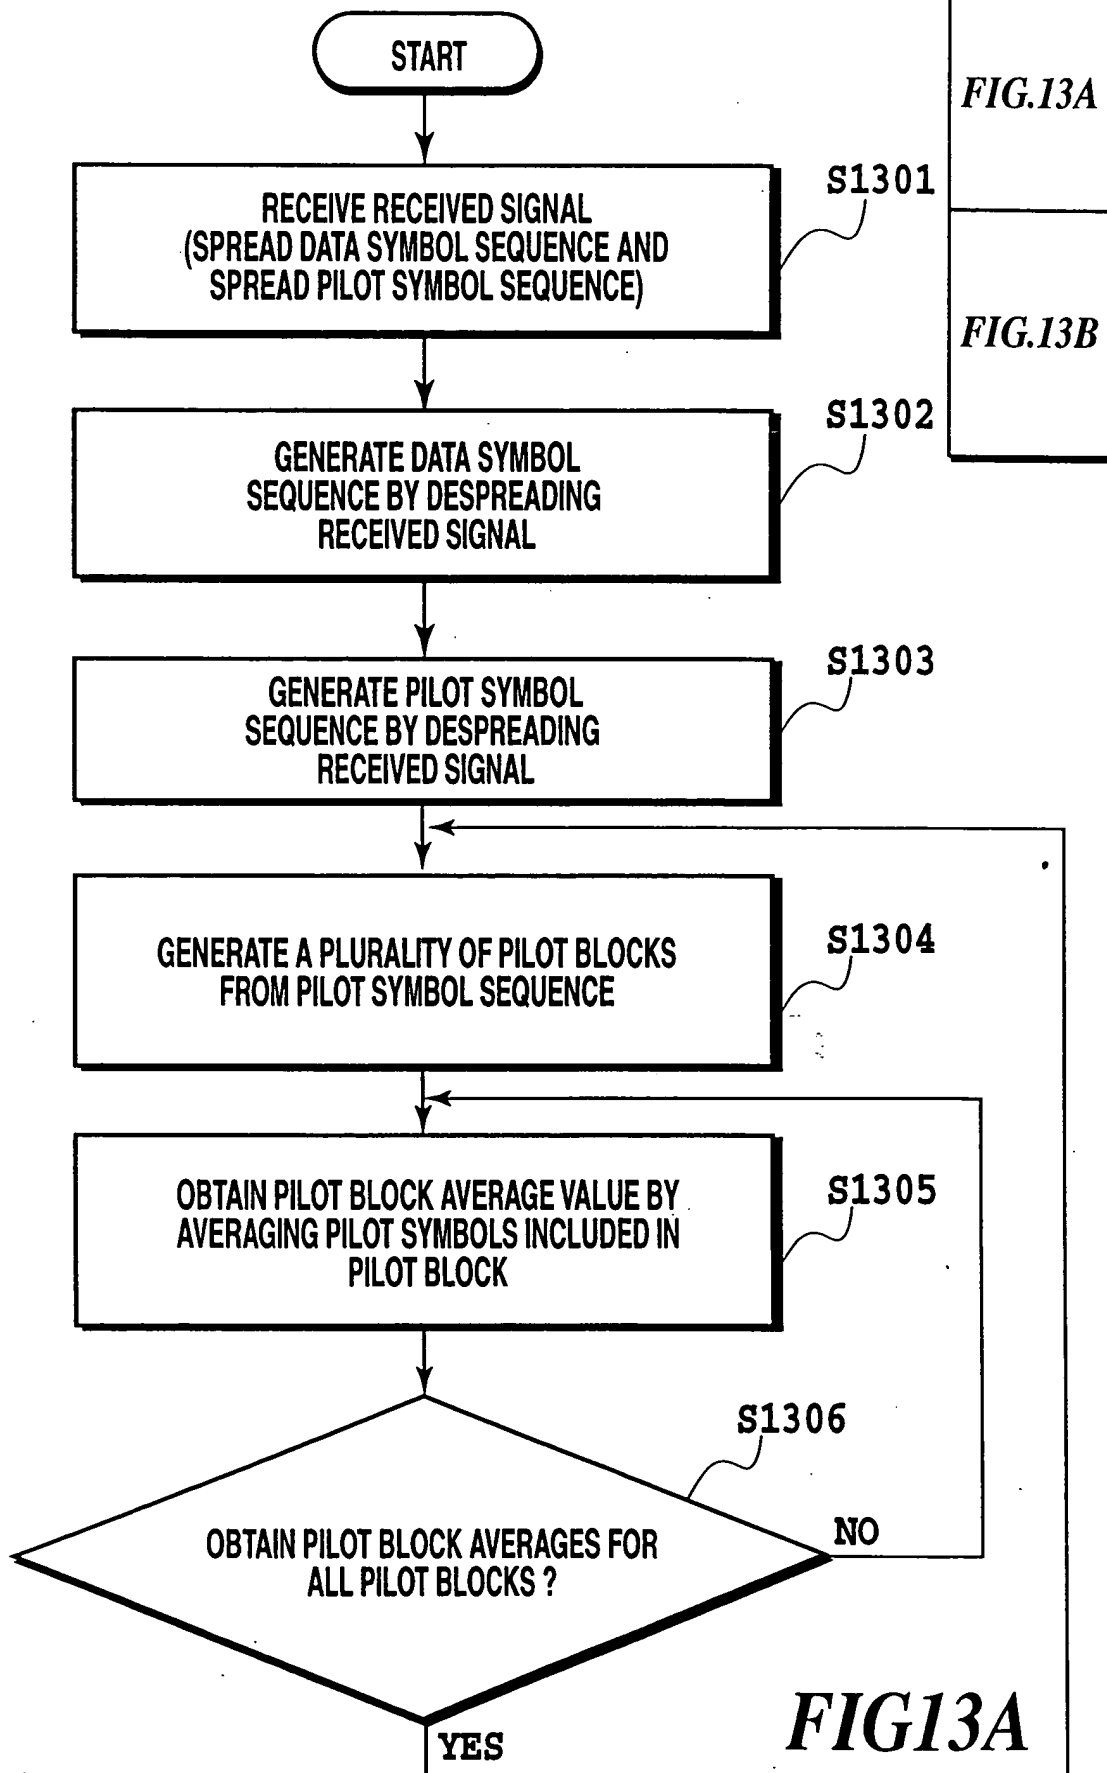 START
FIG.13A
S1301
RECEIVE RECEIVED SIGNAL
(SPREAD DATA SYMBOL SEQUENCE AND
SPREAD PILOT SYMBOL SEQUENCE)
FIG.13B
S1302
GENERATE DATA SYMBOL
SEQUENCE BY DESPREADING
RECEIVED SIGNAL
S1303
GENERATE PILOT SYMBOL
SEQUENCE BY DESPREADING
RECEIVED SIGNAL
S1304
GENERATE A PLURALITY OF PILOT BLOCKS
FROM PILOT SYMBOL SEQUENCE
S1305
OBTAIN PILOT BLOCK AVERAGE VALUE BY
AVERAGING PILOT SYMBOLS INCLUDED IN
PILOT BLOCK
S1306
OBTAIN PILOT BLOCK AVERAGES FOR
ALL PILOT BLOCKS ?
NO
YES
FIG13A